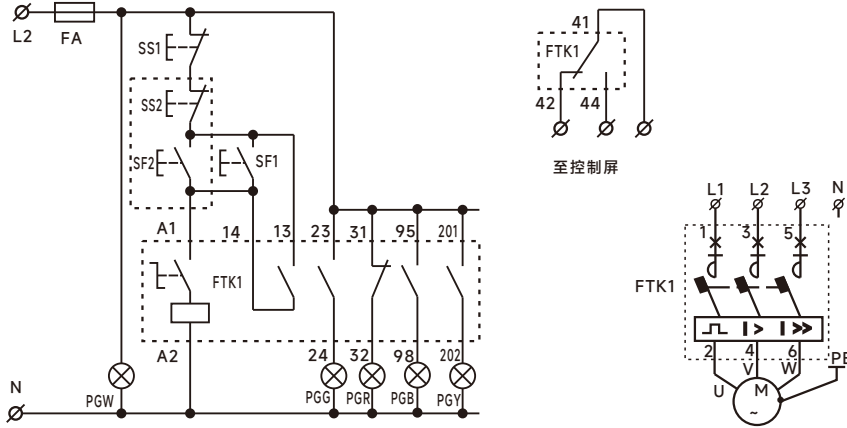 L2
FA
SS1
SS2
SF2
SF1
A1
14
13
23
31
95
201
FTK1
A2
24
32
98
202
N
PGW
PGG
PGR
PGB
PGY
41
FTK1
42
44
至控制屏
L1
L2
L3
N
1
3
5
FTK1
I >
I >>
2
4
6
PE
V
W
U
M
~